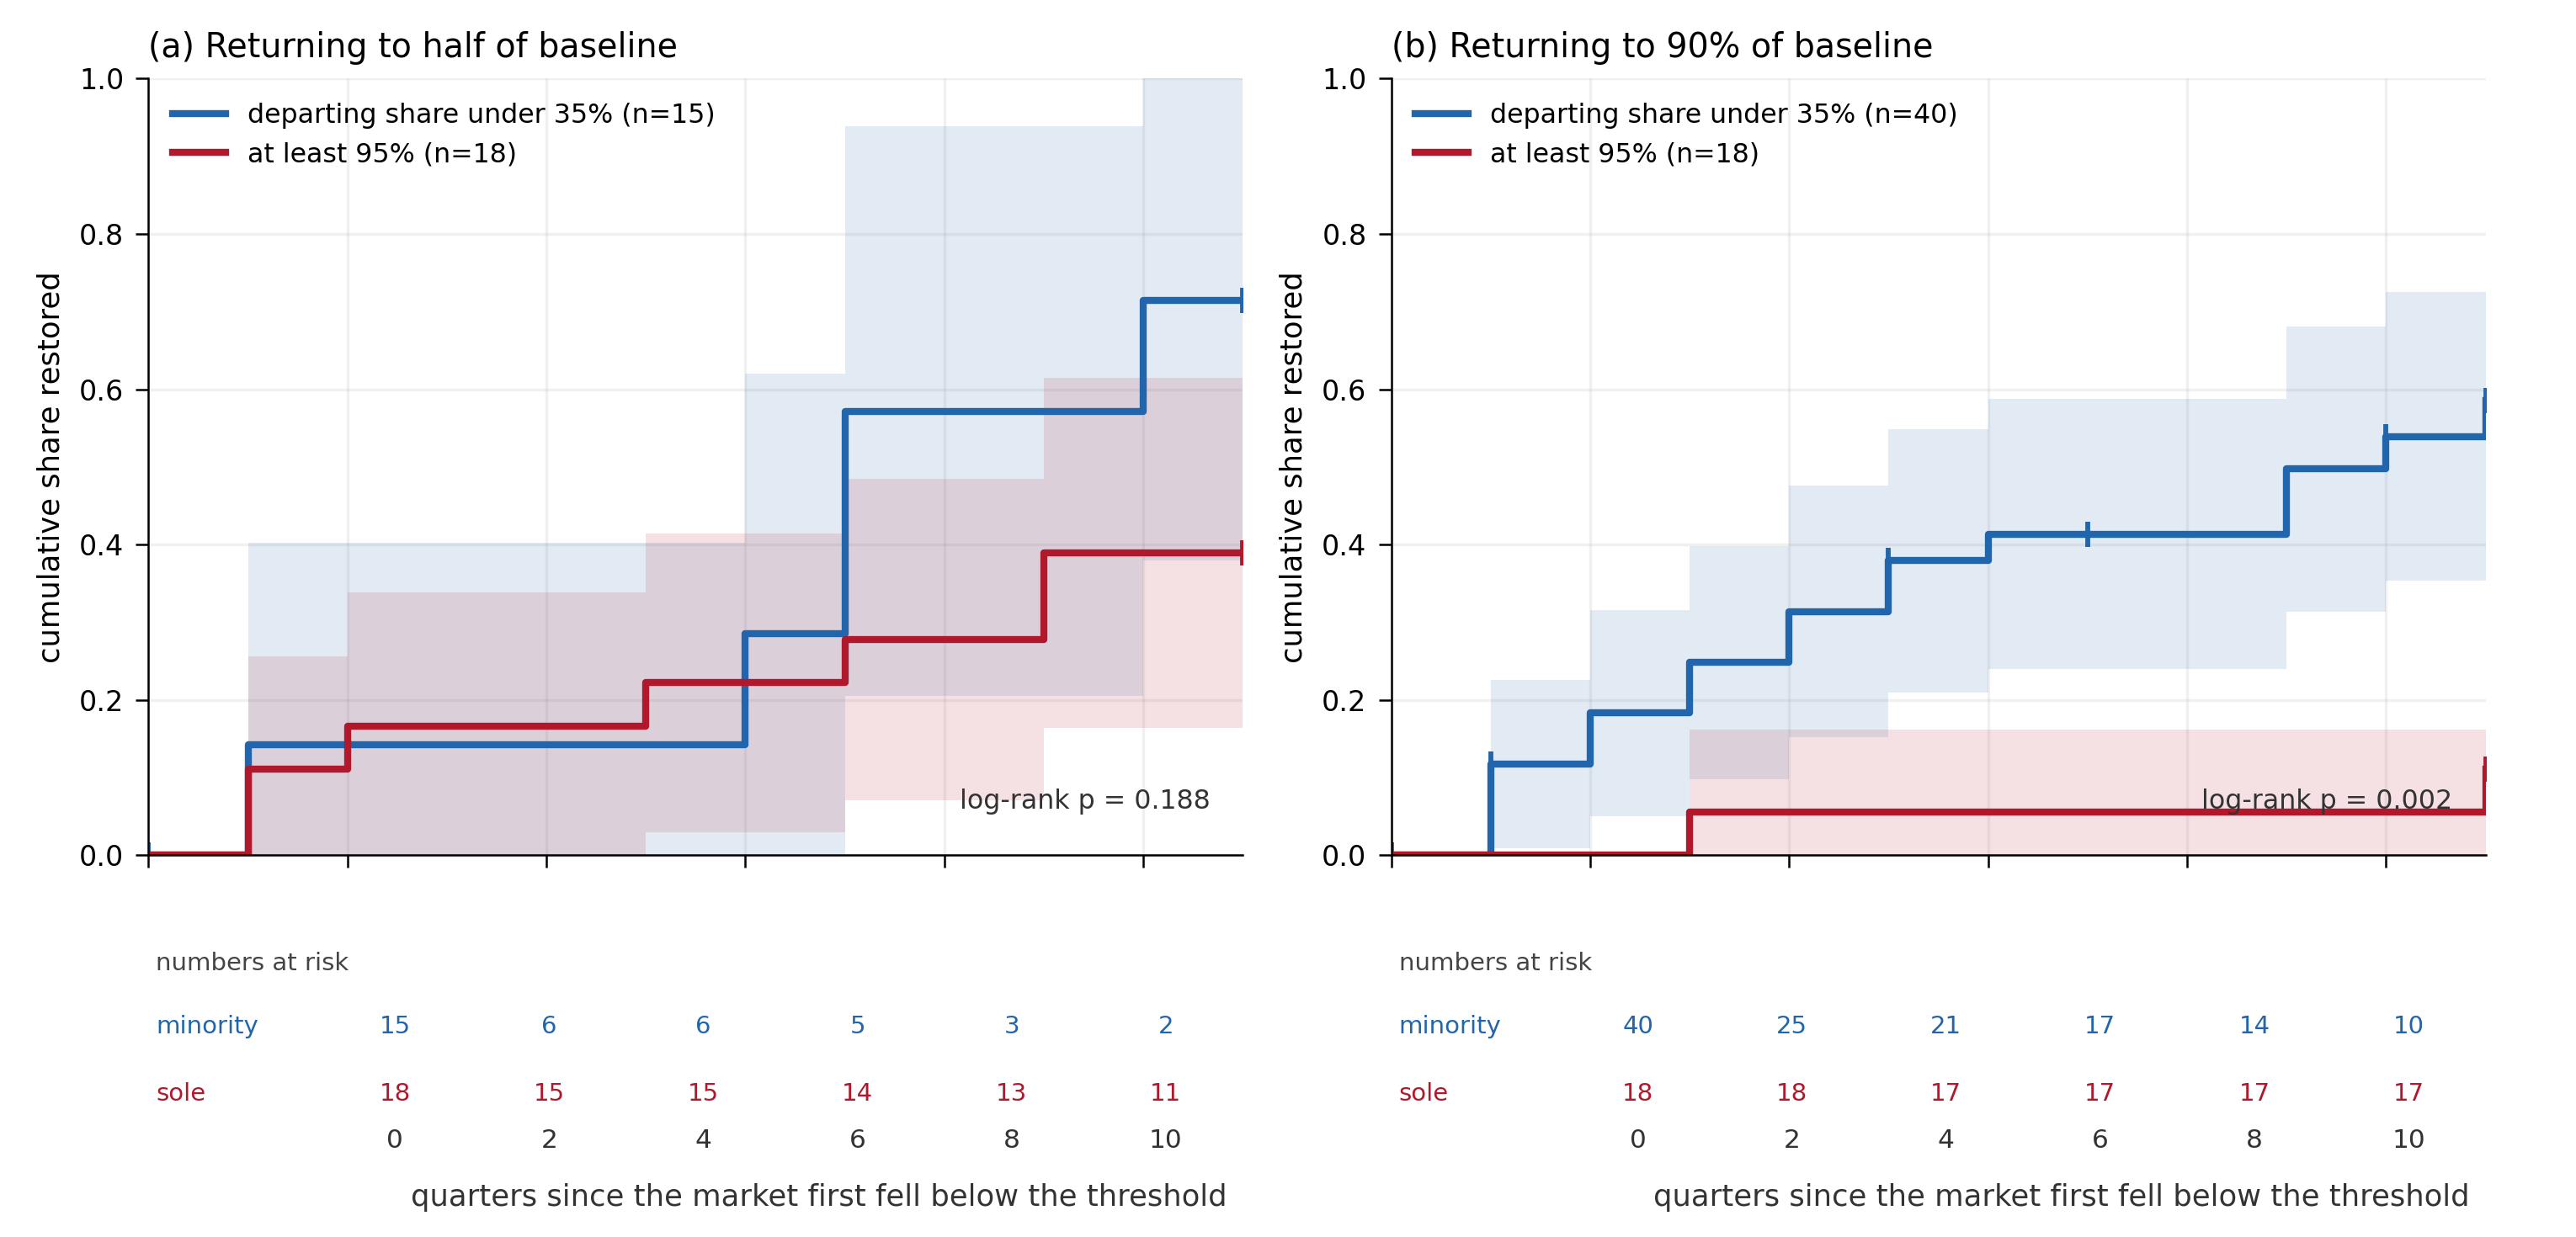 (a) Returning to half of baseline
departing share under 35% (n=15)
at least 95% (n=18)
cumulative share restored
1.0
0.8
0.6
0.4
0.2
0.0
log-rank p = 0.188
numbers at risk
minority 15 6 6 5 3 2
sole 18 15 15 14 13 11
0 2 4 6 8 10
quarters since the market first fell below the threshold
(b) Returning to 90% of baseline
departing share under 35% (n=40)
at least 95% (n=18)
cumulative share restored
1.0
0.8
0.6
0.4
0.2
0.0
log-rank p = 0.002
numbers at risk
minority 40 25 21 17 14 10
sole 18 18 17 17 17 17
0 2 4 6 8 10
quarters since the market first fell below the threshold